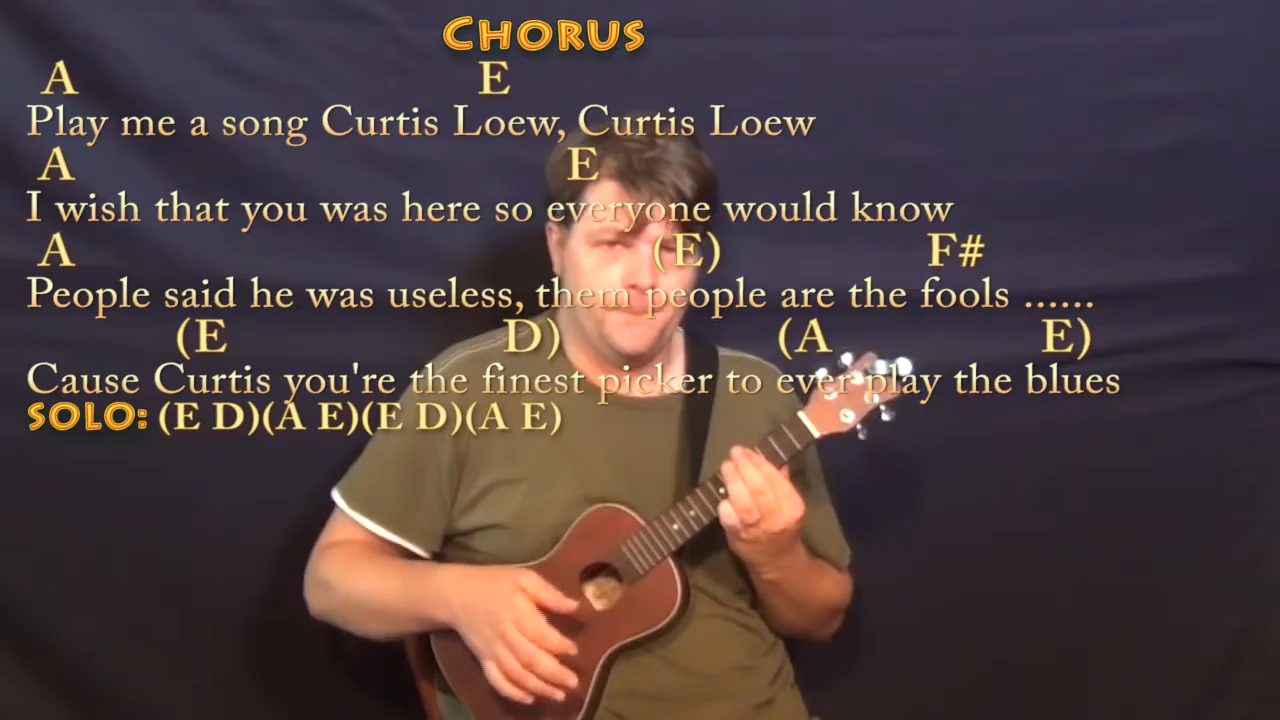 CHORUS
A E
Play me a song Curtis Loew, Curtis Loew
A E
I wish that you was here so everyone would know
A (E) F#
People said he was useless, them people are the fools ......
(E D) (A E)
Cause Curtis you're the finest picker to ever play the blues
SOLO: (E D)(A E)(E D)(A E)